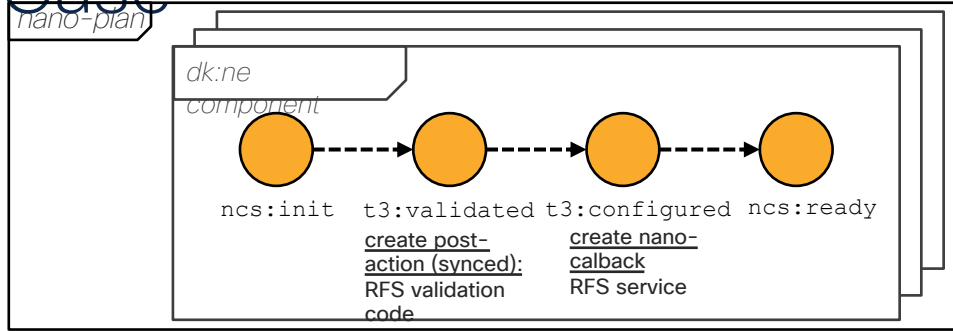 Case
nano-plan
dk:ne
component
ncs:init t3:validated t3:configured ncs:ready
create post-
action (synced):
RFS validation
code
create nano-
calback
RFS service